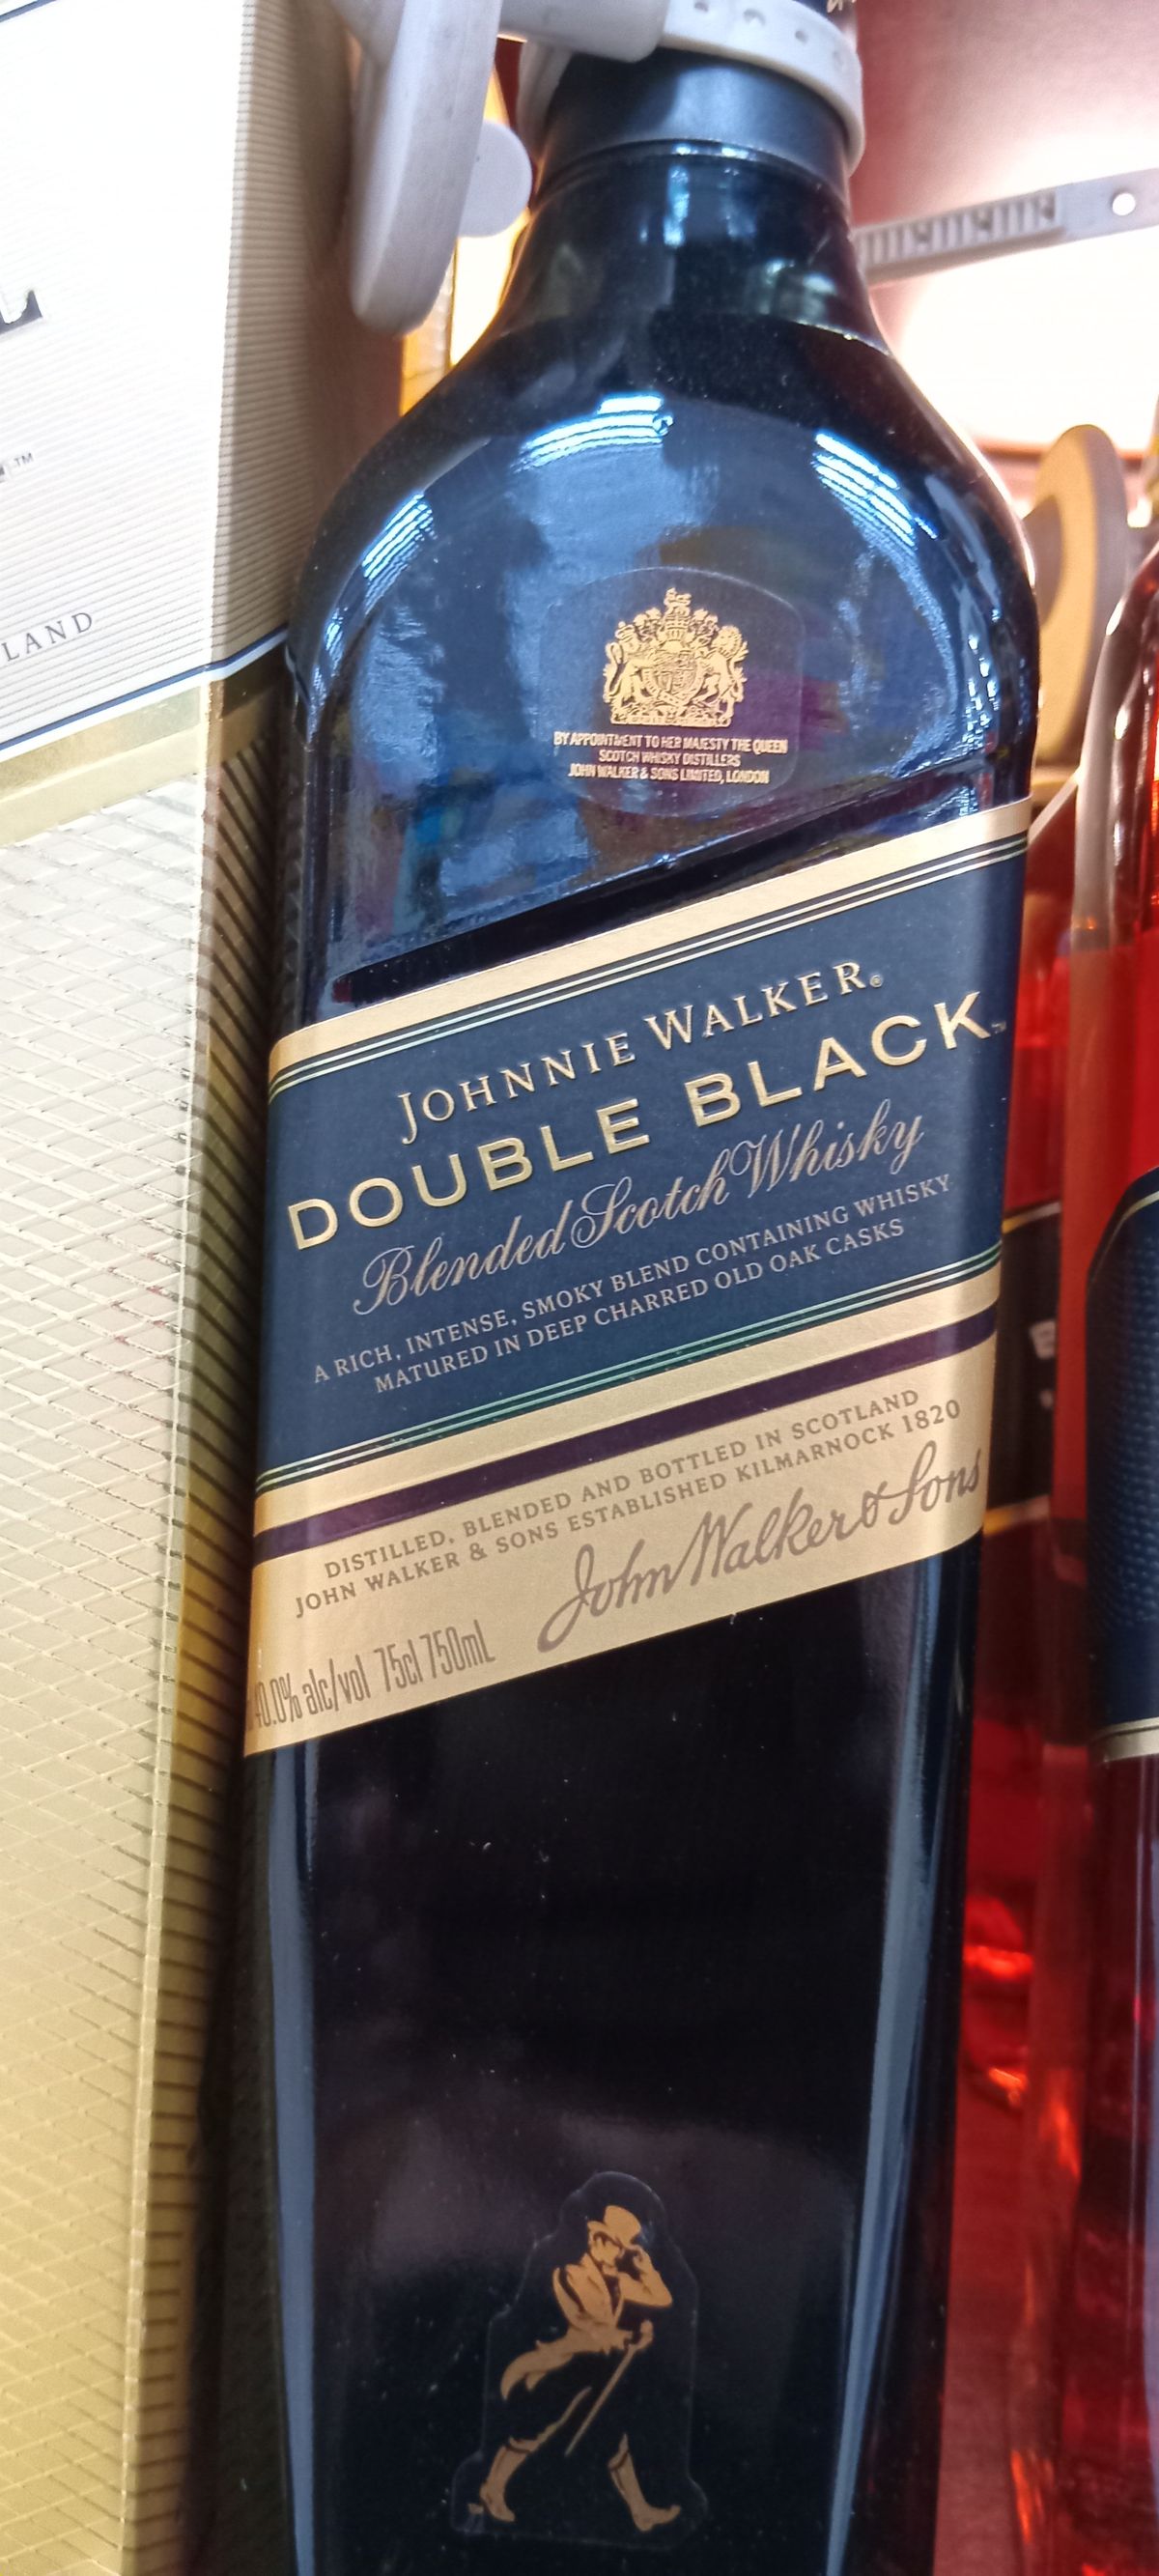 L
TM
LAND
BY APPOINTMENT TO HER MAJESTY THE QUEEN
SCOTCH WHISKY DISTILLERS
JOHN WALKER & SONS LIMITED, LONDON
JOHNNIE WALKER®
DOUBLE BLACK™
Blended Scotch Whisky
A RICH, INTENSE, SMOKY BLEND CONTAINING WHISKY
MATURED IN DEEP CHARRED OLD OAK CASKS
DISTILLED, BLENDED AND BOTTLED IN SCOTLAND
JOHN WALKER & SONS ESTABLISHED KILMARNOCK 1820
John Walker & Sons
40.0% alc/vol 75cl 750mL